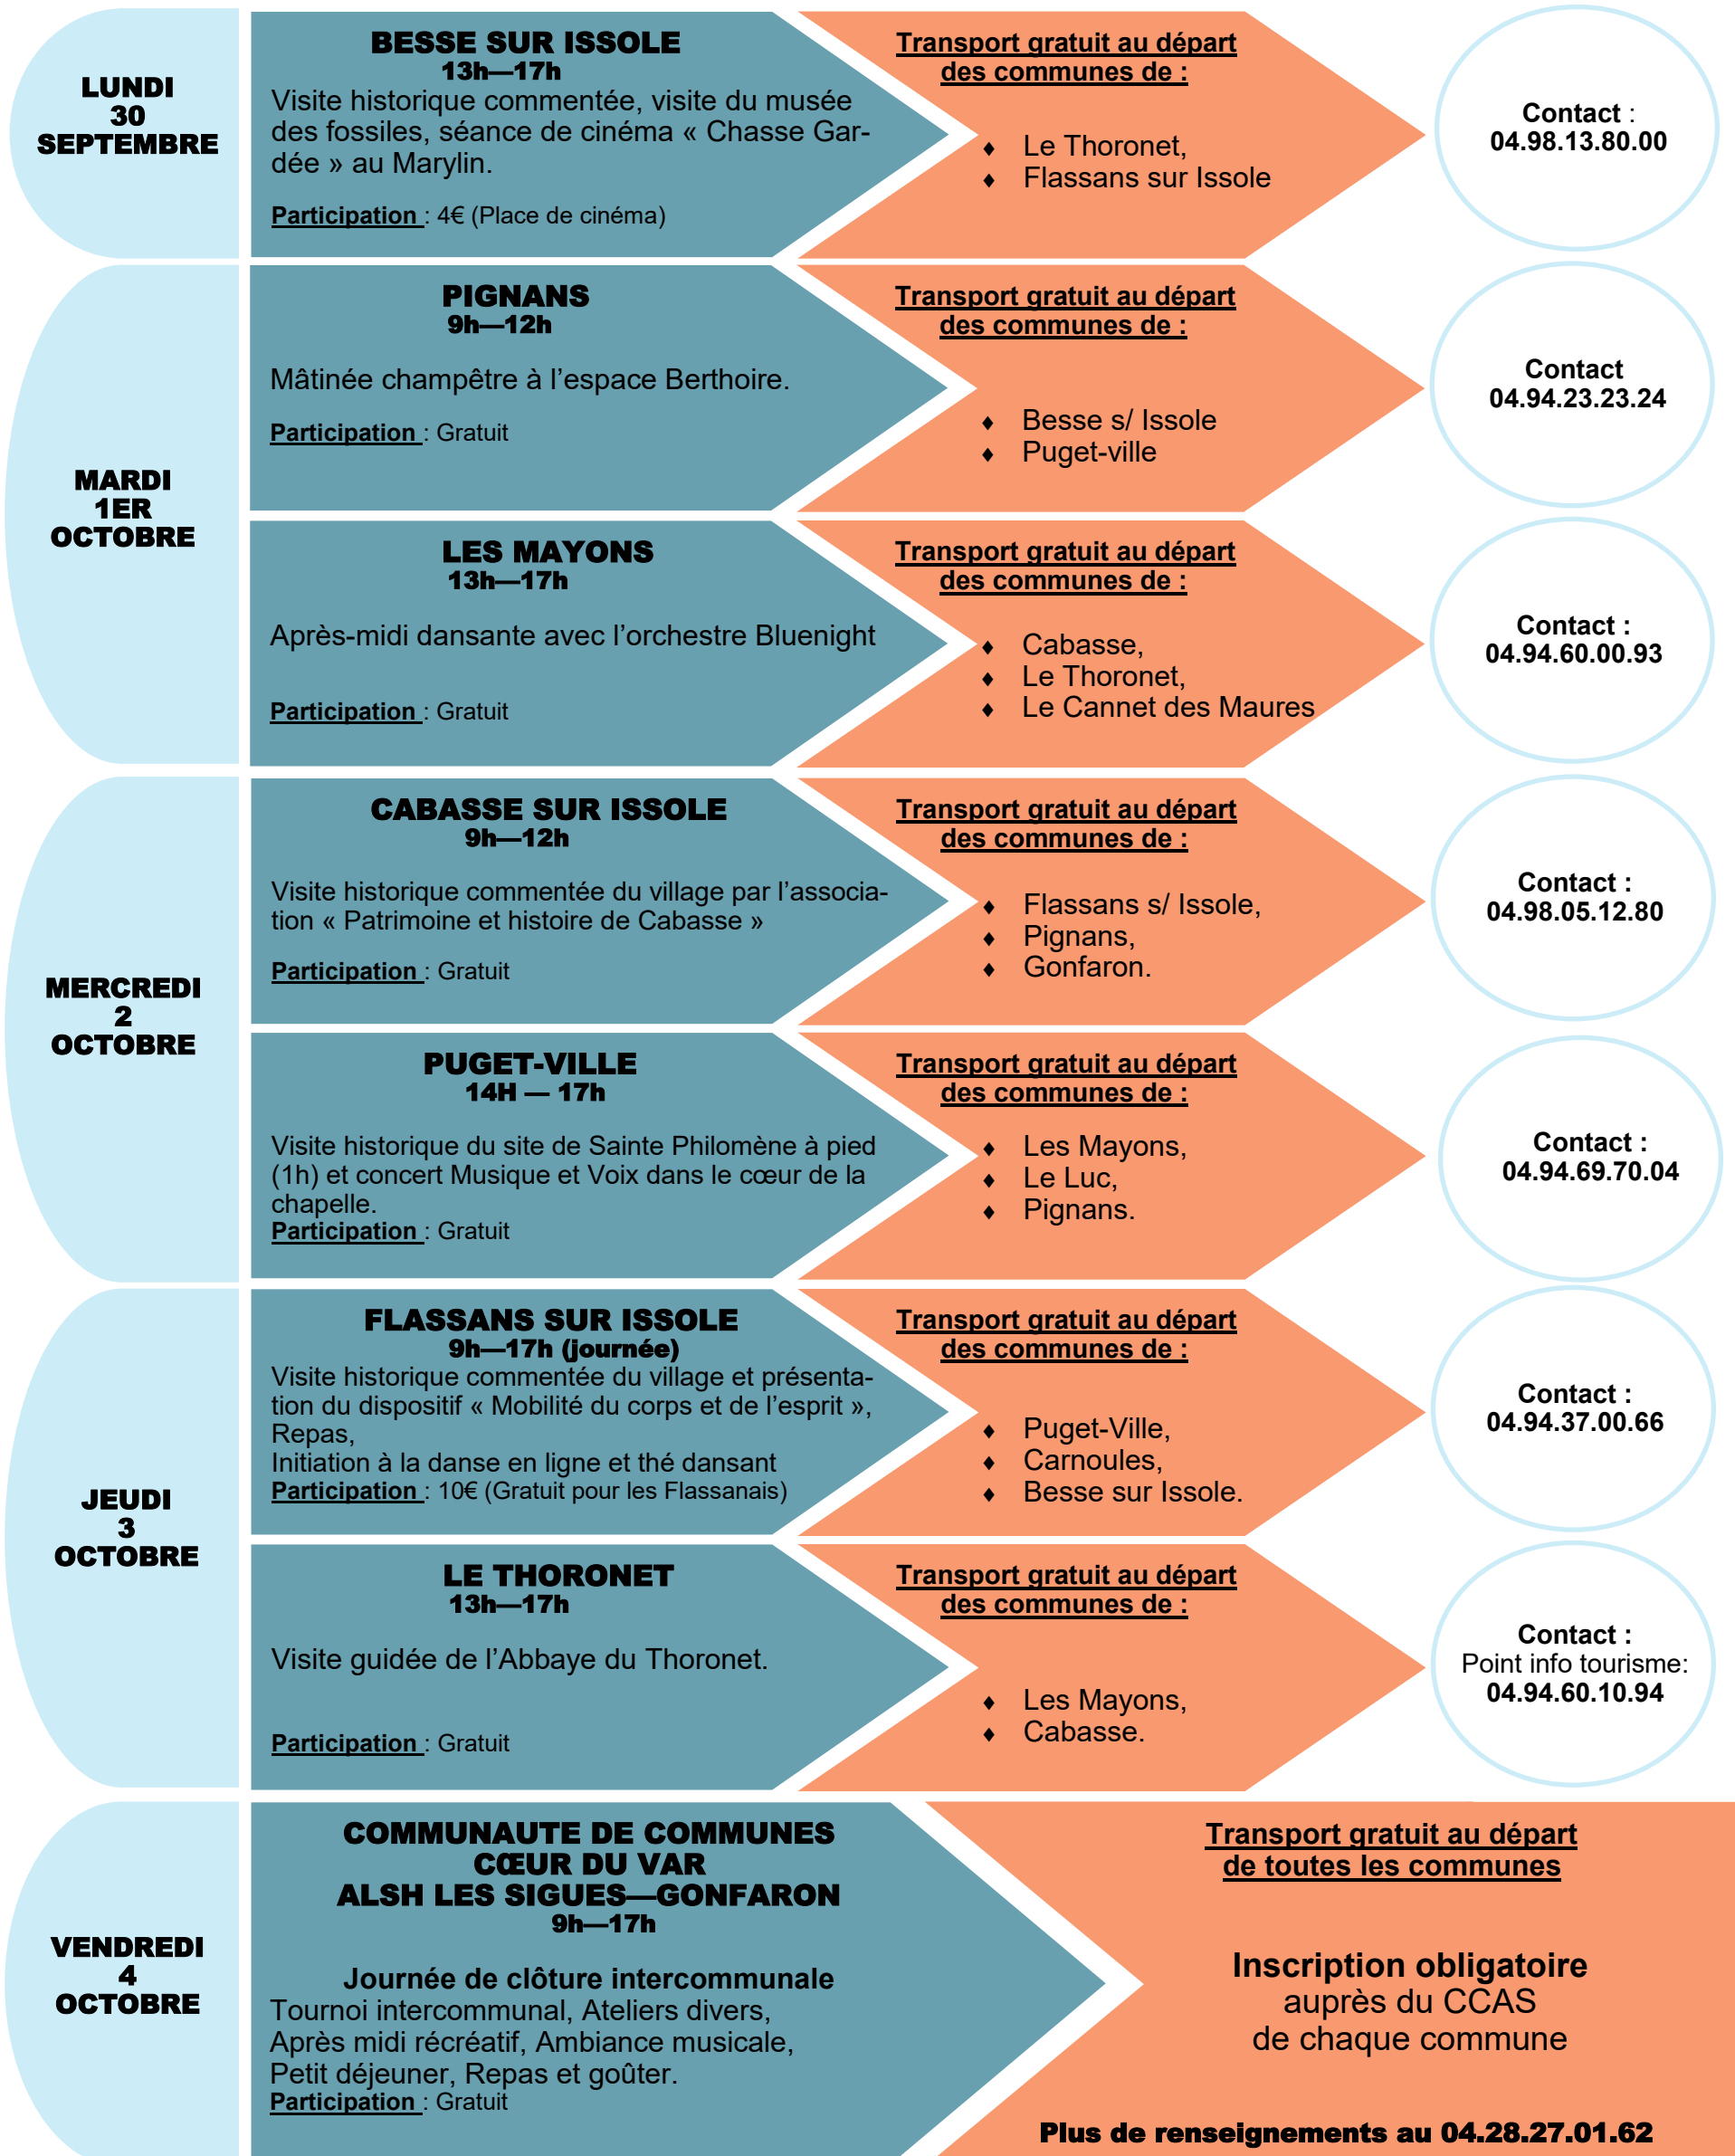 LUNDI
30
SEPTEMBRE
BESSE SUR ISSOLE
13h—17h
Visite historique commentée, visite du musée
des fossiles, séance de cinéma « Chasse Gar-
dée » au Marylin.
Participation : 4€ (Place de cinéma)
Transport gratuit au départ
des communes de :
♦ Le Thoronet,
♦ Flassans sur Issole
Contact :
04.98.13.80.00
MARDI
1ER
OCTOBRE
PIGNANS
9h—12h
Mâtinée champêtre à l’espace Berthoire.
Participation : Gratuit
Transport gratuit au départ
des communes de :
♦ Besse s/ Issole
♦ Puget-ville
Contact
04.94.23.23.24
LES MAYONS
13h—17h
Après-midi dansante avec l’orchestre Bluenight
Participation : Gratuit
Transport gratuit au départ
des communes de :
♦ Cabasse,
♦ Le Thoronet,
♦ Le Cannet des Maures
Contact :
04.94.60.00.93
MERCREDI
2
OCTOBRE
CABASSE SUR ISSOLE
9h—12h
Visite historique commentée du village par l’associa-
tion « Patrimoine et histoire de Cabasse »
Participation : Gratuit
Transport gratuit au départ
des communes de :
♦ Flassans s/ Issole,
♦ Pignans,
♦ Gonfaron.
Contact :
04.98.05.12.80
PUGET-VILLE
14H — 17h
Visite historique du site de Sainte Philomène à pied
(1h) et concert Musique et Voix dans le cœur de la
chapelle.
Participation : Gratuit
Transport gratuit au départ
des communes de :
♦ Les Mayons,
♦ Le Luc,
♦ Pignans.
Contact :
04.94.69.70.04
JEUDI
3
OCTOBRE
FLASSANS SUR ISSOLE
9h—17h (journée)
Visite historique commentée du village et présenta-
tion du dispositif « Mobilité du corps et de l’esprit »,
Repas,
Initiation à la danse en ligne et thé dansant
Participation : 10€ (Gratuit pour les Flassanais)
Transport gratuit au départ
des communes de :
♦ Puget-Ville,
♦ Carnoules,
♦ Besse sur Issole.
Contact :
04.94.37.00.66
LE THORONET
13h—17h
Visite guidée de l’Abbaye du Thoronet.
Participation : Gratuit
Transport gratuit au départ
des communes de :
♦ Les Mayons,
♦ Cabasse.
Contact :
Point info tourisme:
04.94.60.10.94
VENDREDI
4
OCTOBRE
COMMUNAUTE DE COMMUNES
CŒUR DU VAR
ALSH LES SIGUES—GONFARON
9h—17h
Journée de clôture intercommunale
Tournoi intercommunal, Ateliers divers,
Après midi récréatif, Ambiance musicale,
Petit déjeuner, Repas et goûter.
Participation : Gratuit
Transport gratuit au départ
de toutes les communes
Inscription obligatoire
auprès du CCAS
de chaque commune
Plus de renseignements au 04.28.27.01.62